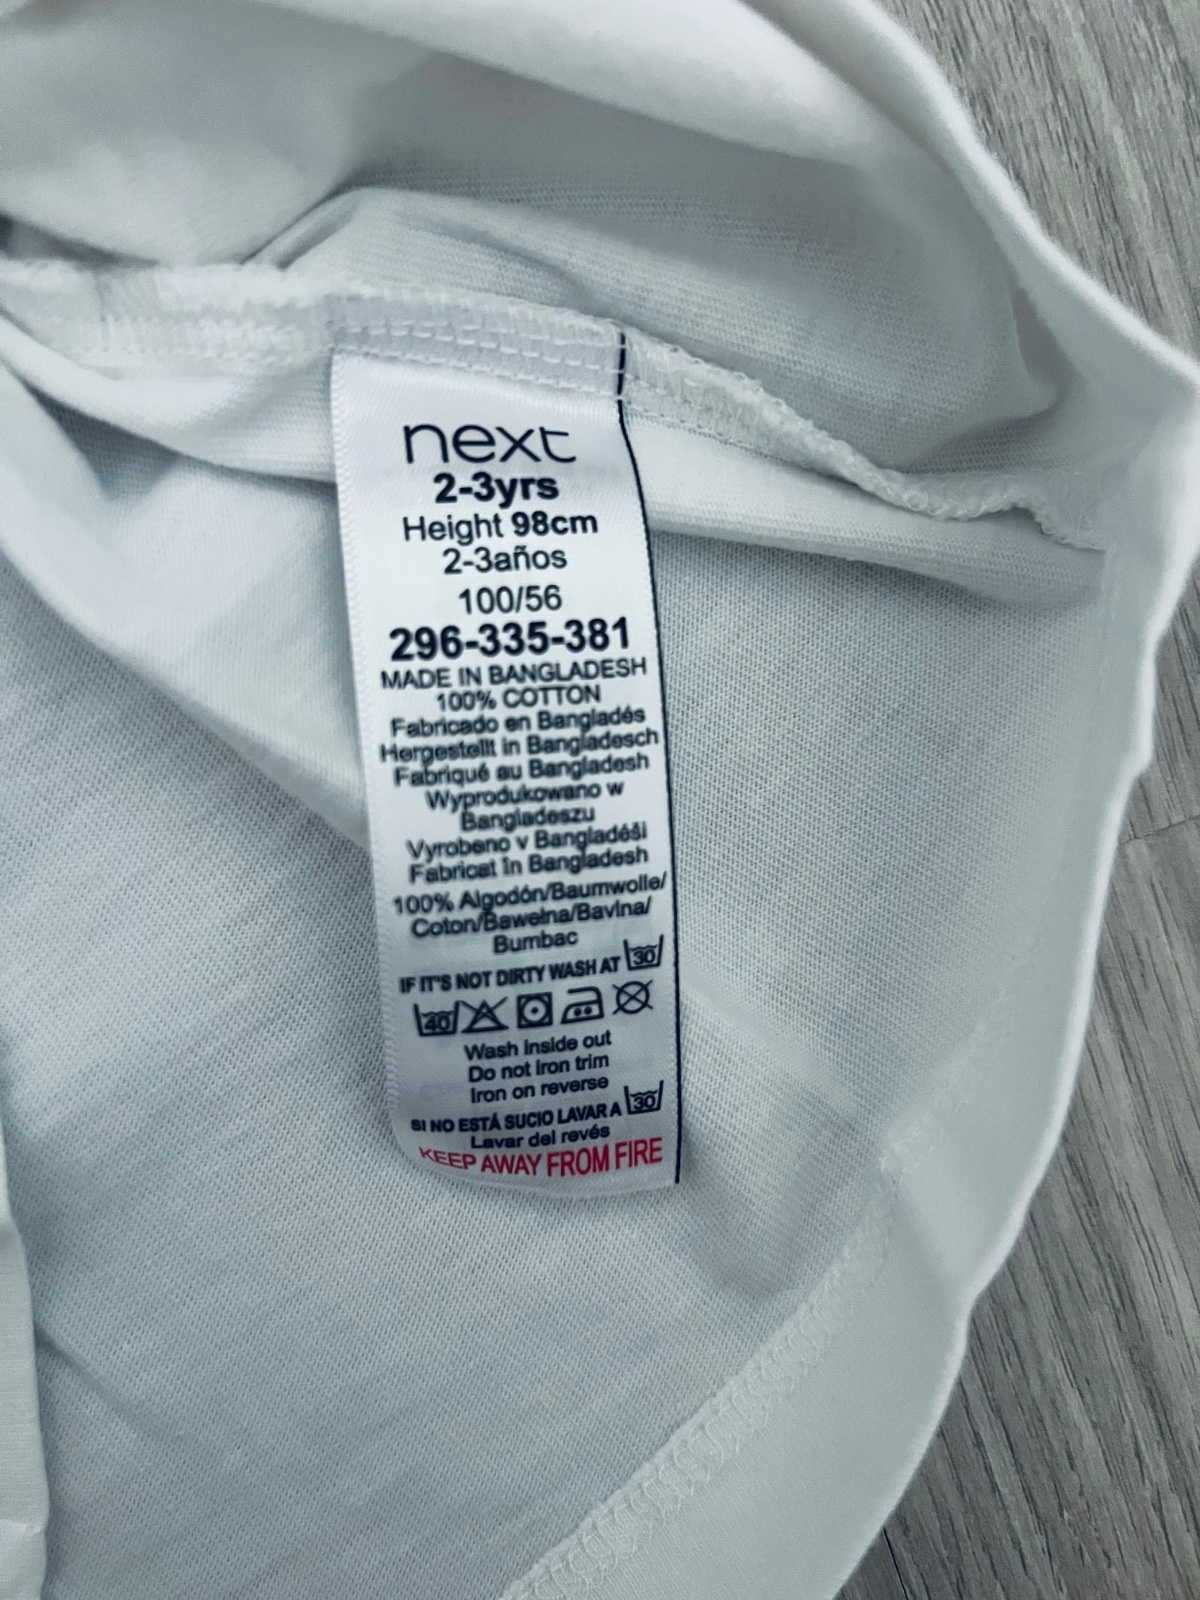 next
2-3yrs
Height 98cm
2-3años
100/56
296-335-381
MADE IN BANGLADESH
100% COTTON
Fabricado en Bangladés
Hergestellt in Bangladesch
Fabriqué au Bangladesh
Wyprodukowano w
Bangladeszu
Vyrobeno v Bangladéši
Fabricat în Bangladesh
100% Algodón/Baumwolle/
Coton/Bawełna/Bavlna/
Bumbac
IF IT'S NOT DIRTY WASH AT 30
40
Wash inside out
Do not iron trim
Iron on reverse
SI NO ESTÁ SUCIO LAVAR A 30
Lavar del revés
KEEP AWAY FROM FIRE